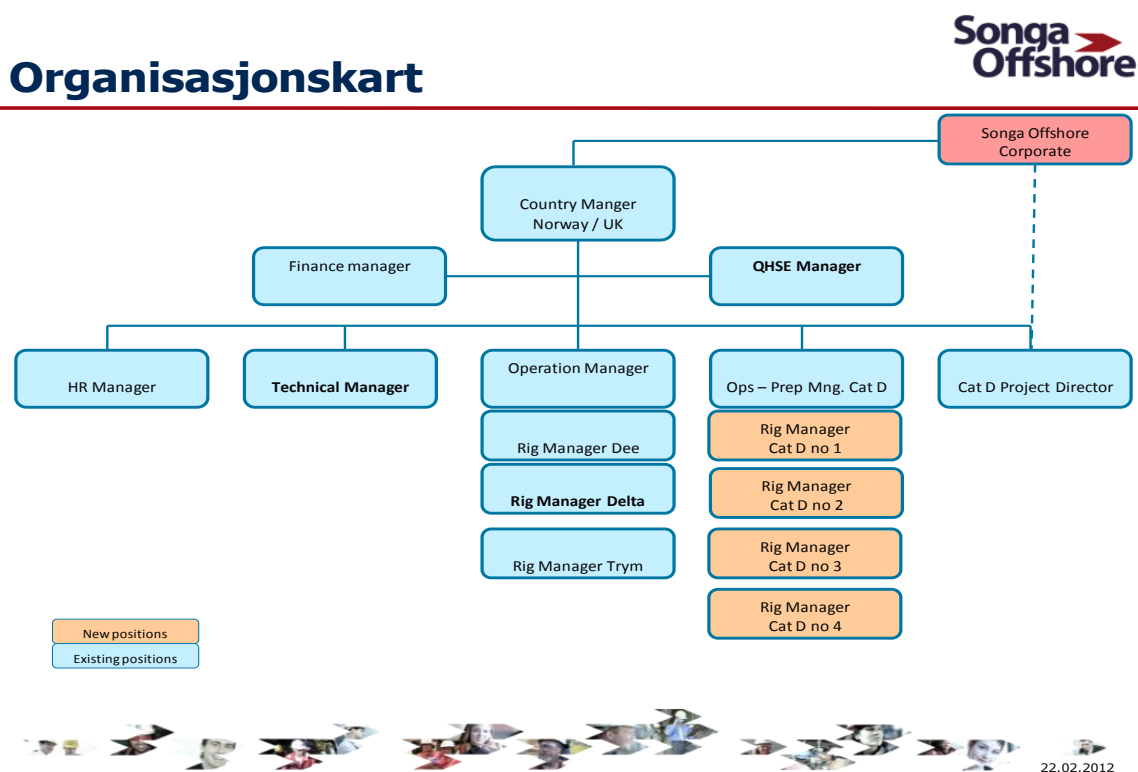 Songa
Offshore
Organisasjonskart
Songa Offshore
Corporate
Country Manger
Norway / UK
Finance manager
QHSE Manager
HR Manager
Technical Manager
Operation Manager
Ops – Prep Mng. Cat D
Cat D Project Director
Rig Manager Dee
Rig Manager Delta
Rig Manager Trym
Rig Manager
Cat D no 1
Rig Manager
Cat D no 2
Rig Manager
Cat D no 3
Rig Manager
Cat D no 4
New positions
Existing positions
22.02.2012